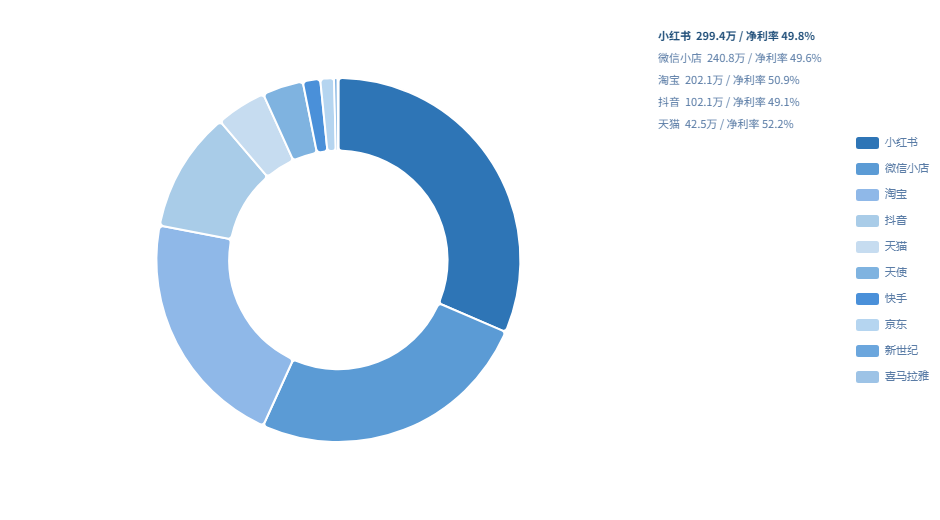 小红书 299.4万 / 净利率 49.8%
微信小店 240.8万 / 净利率 49.6%
淘宝 202.1万 / 净利率 50.9%
抖音 102.1万 / 净利率 49.1%
天猫 42.5万 / 净利率 52.2%
小红书
微信小店
淘宝
抖音
天猫
天使
快手
京东
新世纪
喜马拉雅